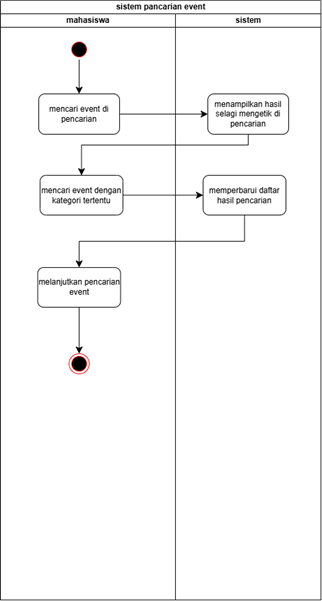 sistem pancarian event
mahasiswa
sistem
mencari event di
pencarian
menampilkan hasil
selagi mengetik di
pencarian
mencari event dengan
kategori tertentu
memperbarui daftar
hasil pencarian
melanjutkan pencarian
event